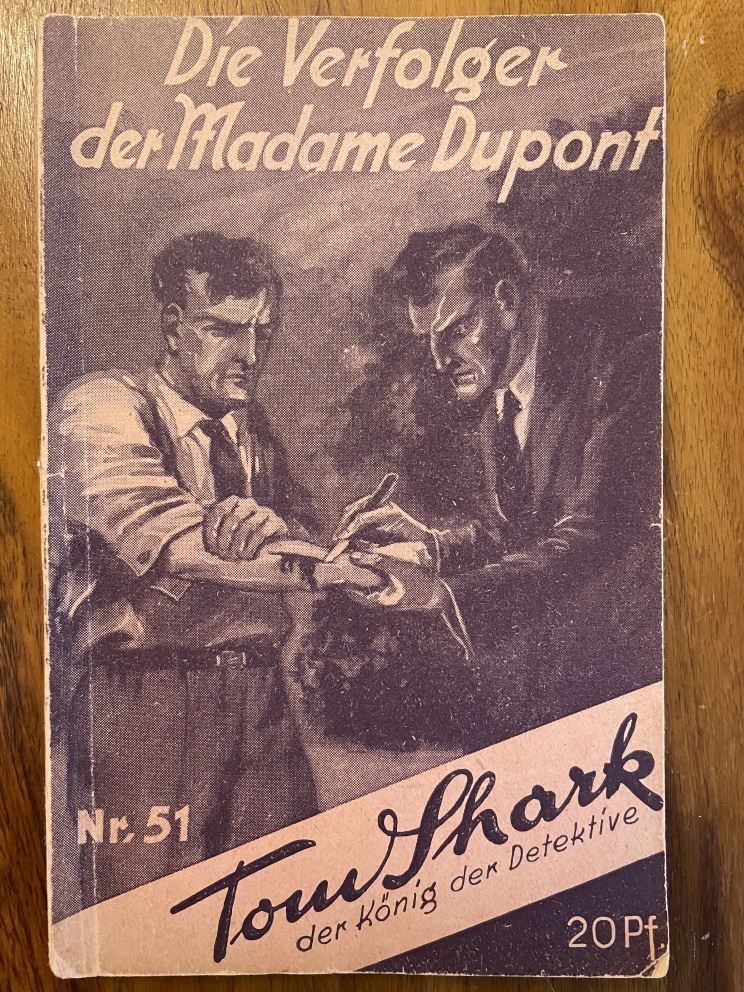 Die Verfolger
der Madame Dupont
Nr. 51
Tom Shark
der König der Detektive
20 Pf.